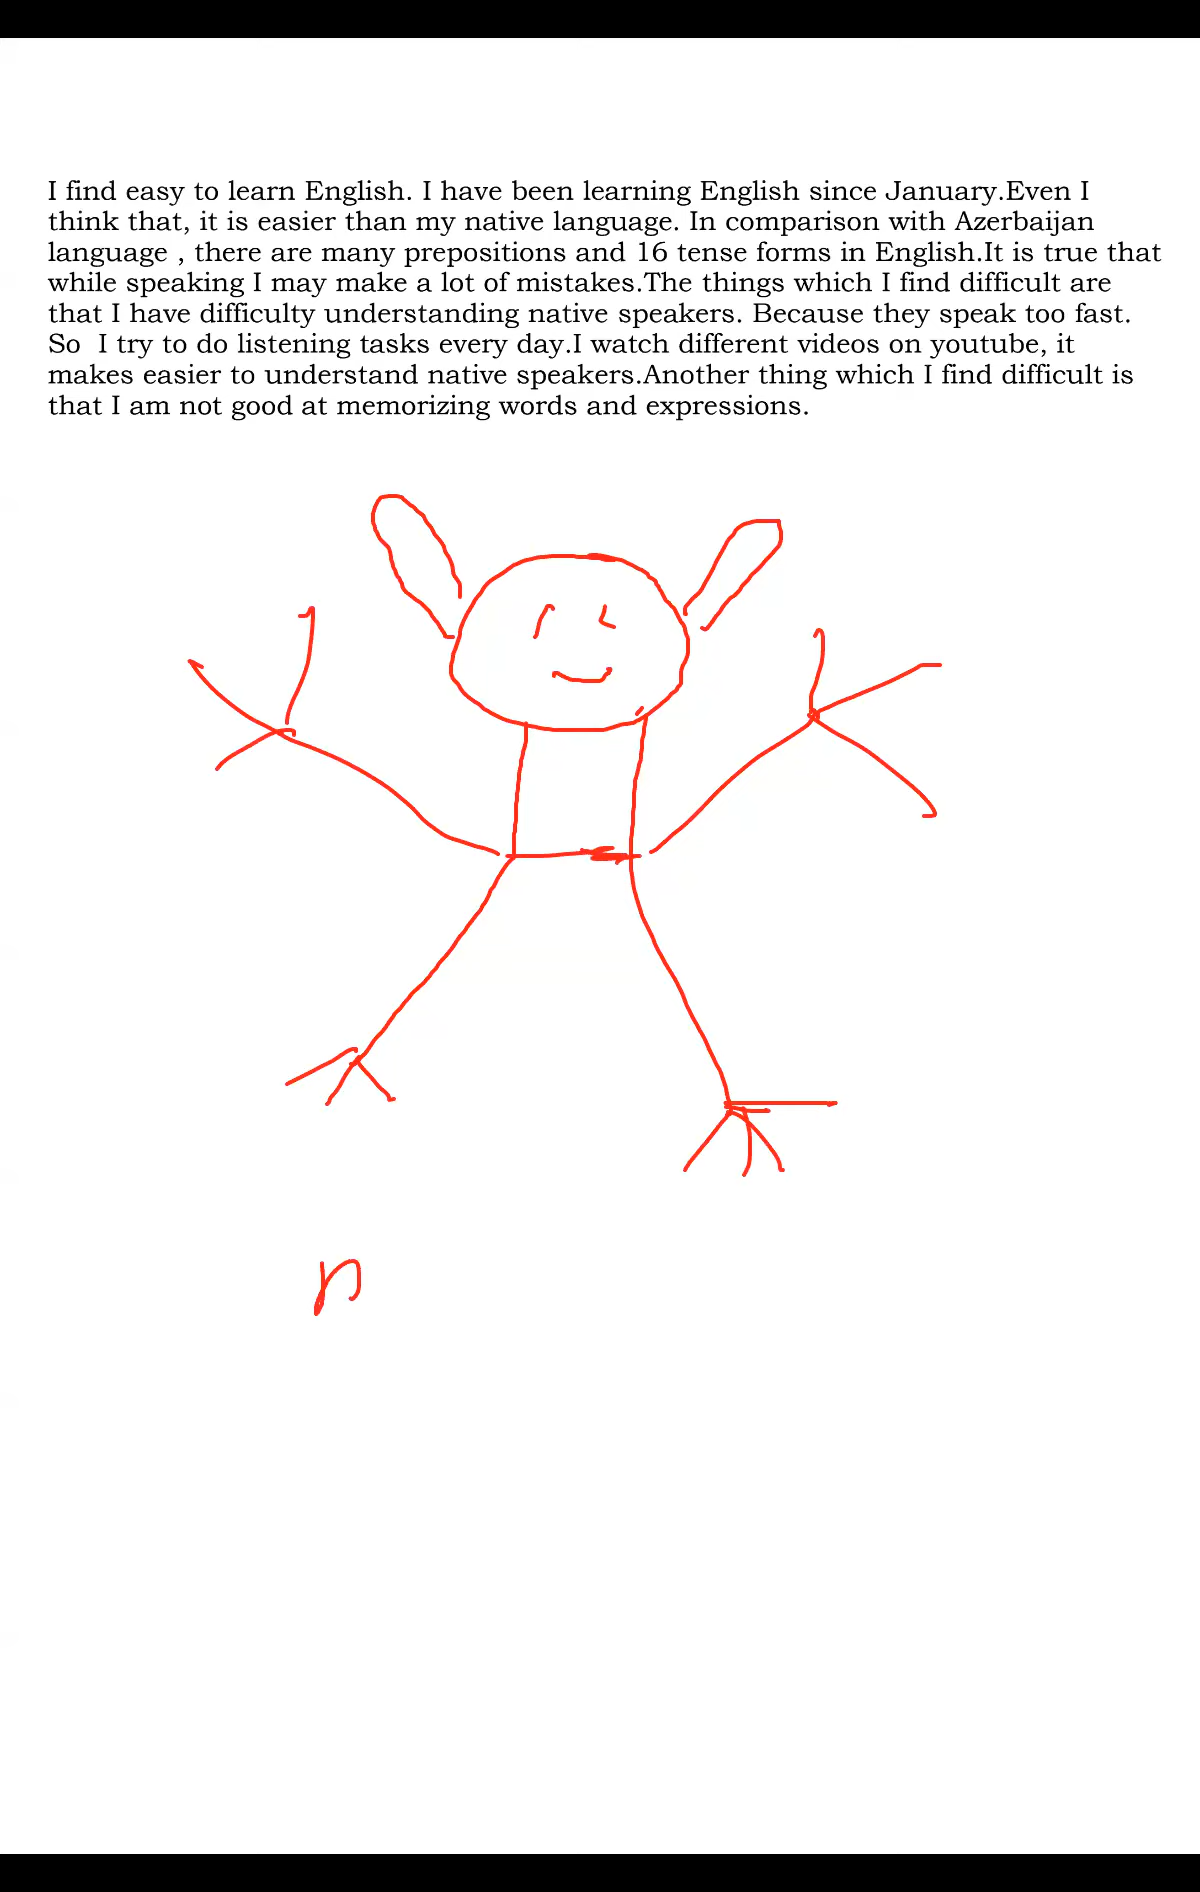 I find easy to learn English. I have been learning English since January.Even I
think that, it is easier than my native language. In comparison with Azerbaijan
language , there are many prepositions and 16 tense forms in English.It is true that
while speaking I may make a lot of mistakes.The things which I find difficult are
that I have difficulty understanding native speakers. Because they speak too fast.
So  I try to do listening tasks every day.I watch different videos on youtube, it
makes easier to understand native speakers.Another thing which I find difficult is
that I am not good at memorizing words and expressions.